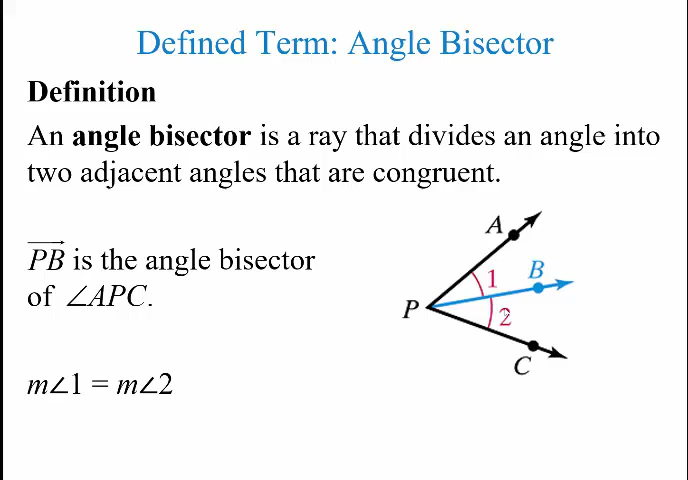 Defined Term: Angle Bisector
Definition
An angle bisector is a ray that divides an angle into
two adjacent angles that are congruent.
PB is the angle bisector
of ∠APC.
m∠1 = m∠2
A
B
1
P
2
C